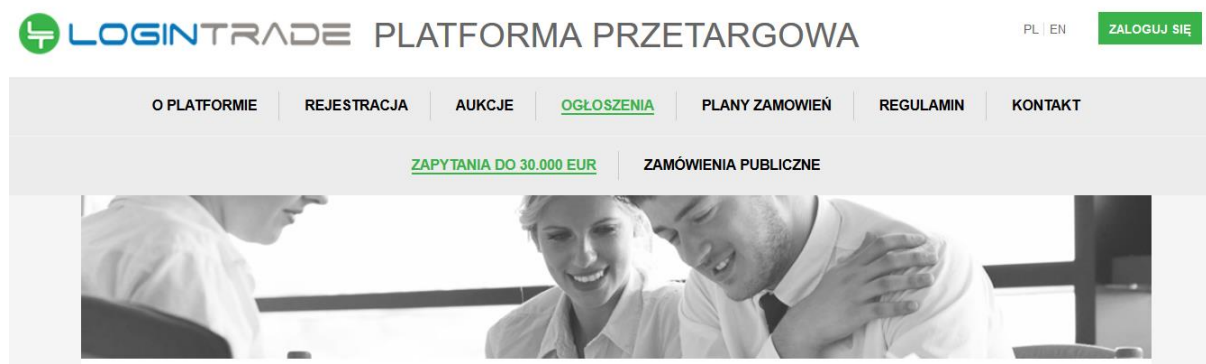 LOGINTRADE PLATFORMA PRZETARGOWA PL | EN ZALOGUJ SIĘ
O PLATFORMIE REJESTRACJA AUKCJE OGŁOSZENIA PLANY ZAMOWIEŃ REGULAMIN KONTAKT
ZAPYTANIA DO 30.000 EUR ZAMÓWIENIA PUBLICZNE